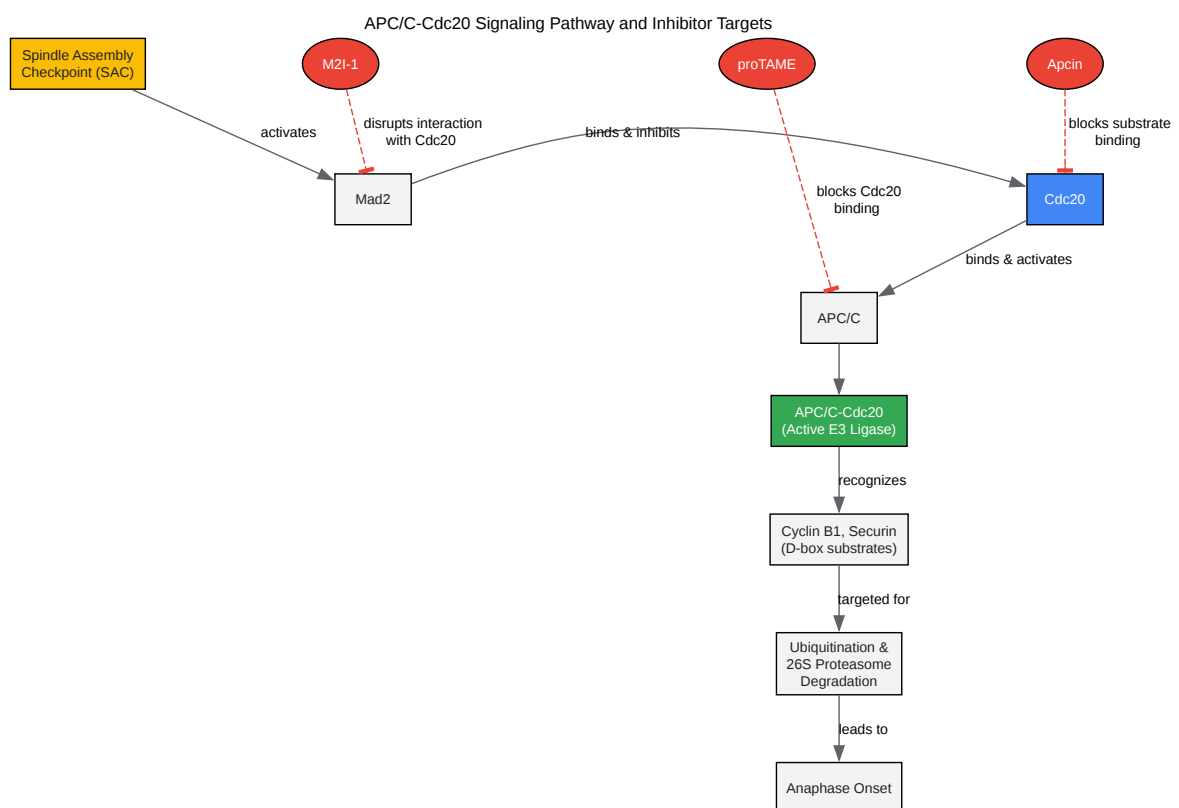 APC/C-Cdc20 Signaling Pathway and Inhibitor Targets
Spindle Assembly
Checkpoint (SAC)
M2I-1
proTAME
Apcin
activates
disrupts interaction
with Cdc20
binds & inhibits
blocks substrate
binding
Mad2
blocks Cdc20
binding
Cdc20
binds & activates
APC/C
APC/C-Cdc20
(Active E3 Ligase)
recognizes
Cyclin B1, Securin
(D-box substrates)
targeted for
Ubiquitination &
26S Proteasome
Degradation
leads to
Anaphase Onset